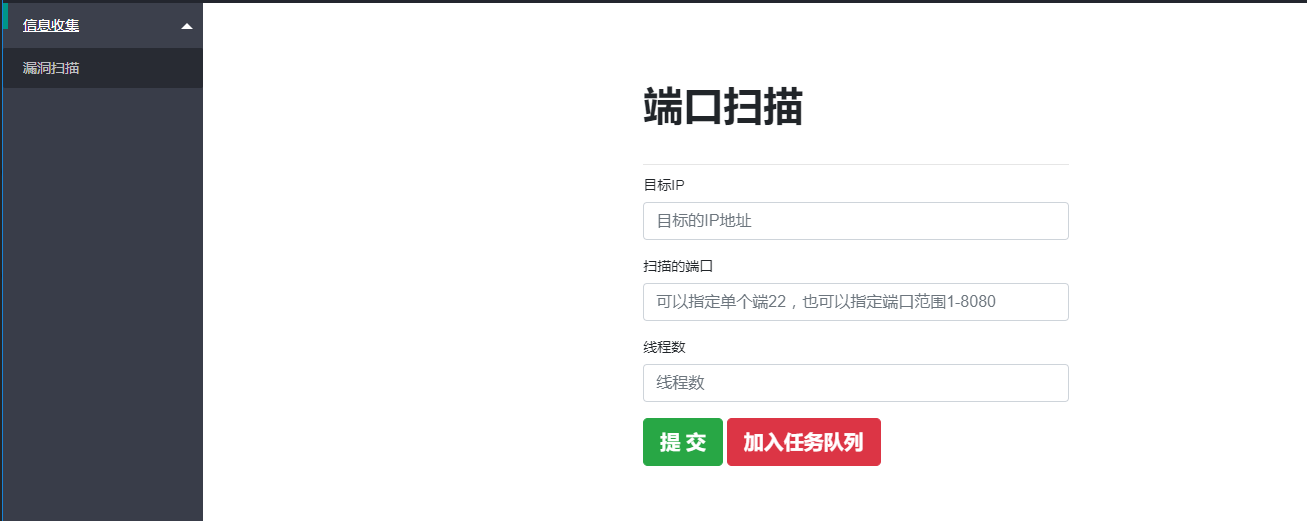 信息收集
漏洞扫描
端口扫描
目标IP
目标的IP地址
扫描的端口
可以指定单个端22，也可以指定端口范围1-8080
线程数
线程数
提 交
加入任务队列